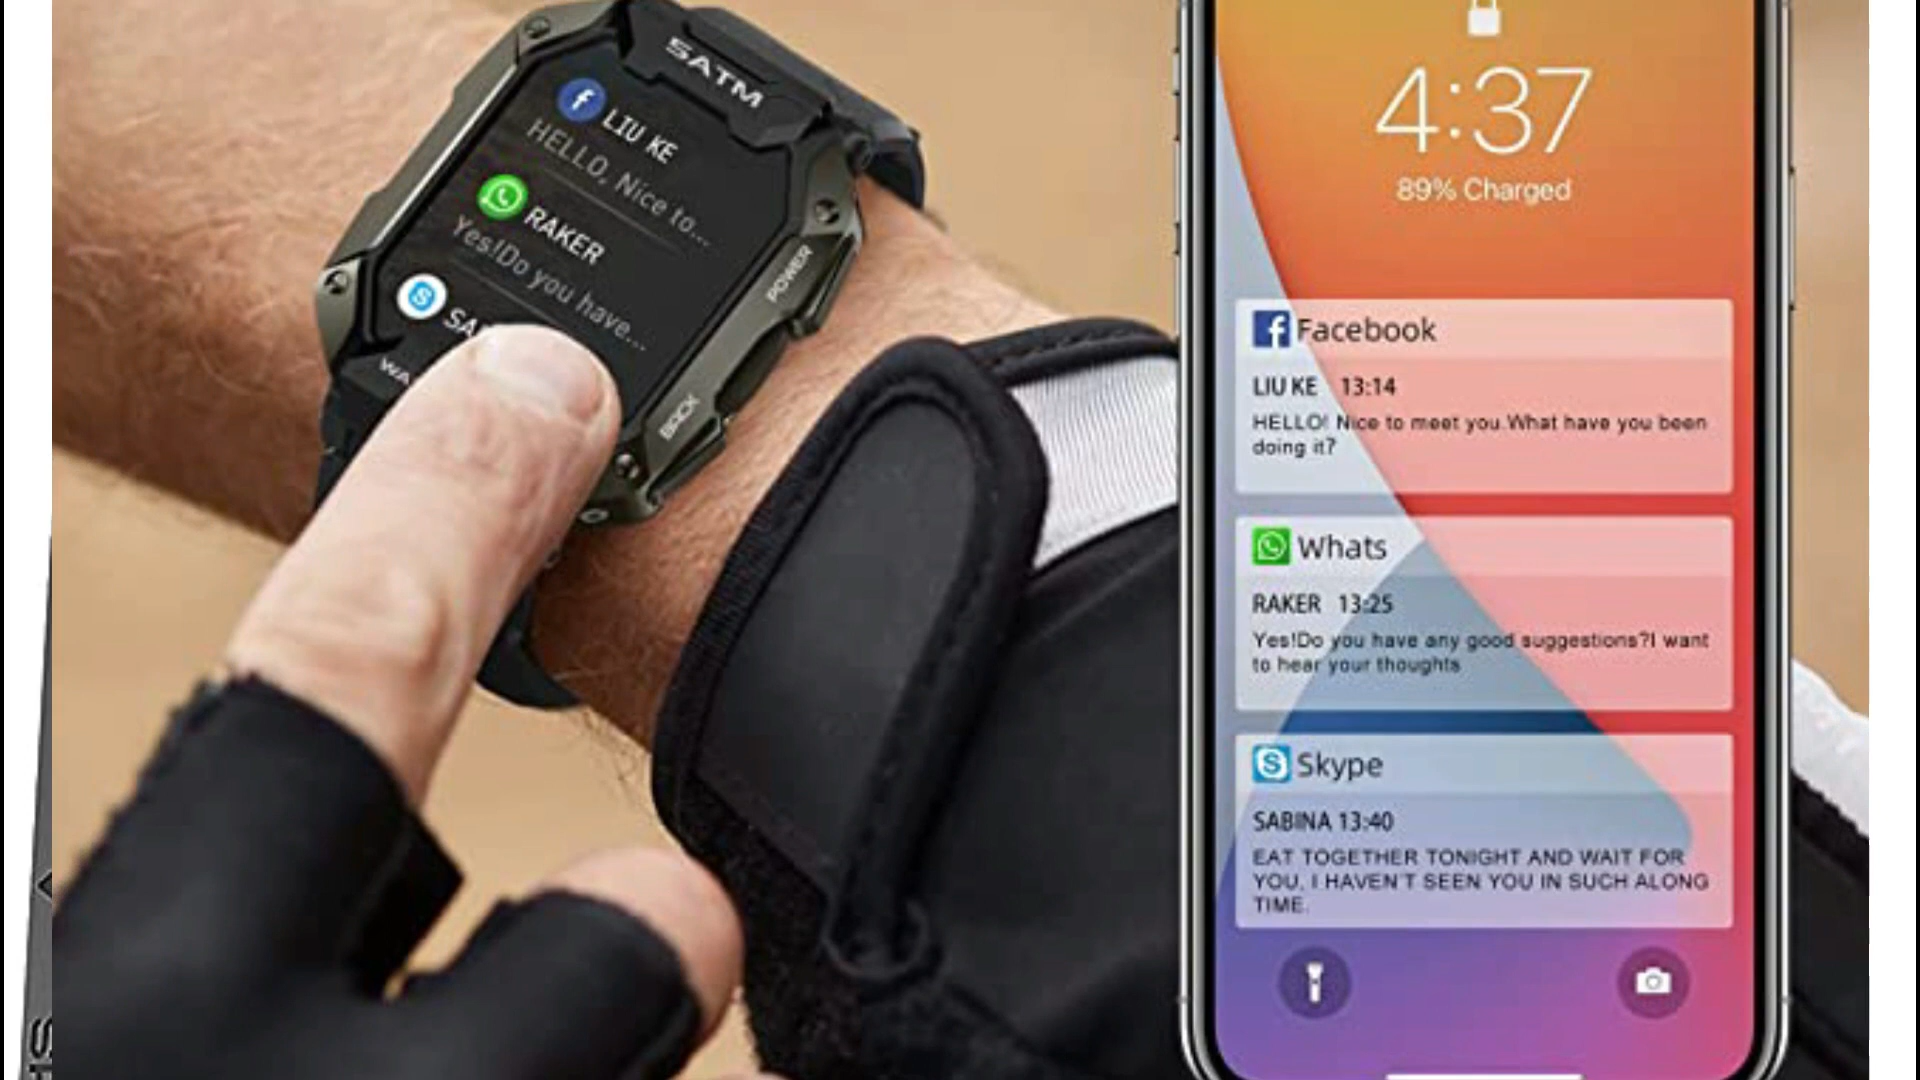 5ATM
LIU KE
HELLO, Nice to...
RAKER
Yes!Do you have...
POWER
BACK
4:37
89% Charged
Facebook
LIU KE 13:14
HELLO! Nice to meet you.What have you been
doing it?
Whats
RAKER 13:25
Yes!Do you have any good suggestions?I want
to hear your thoughts
Skype
SABINA 13:40
EAT TOGETHER TONIGHT AND WAIT FOR
YOU, I HAVEN'T SEEN YOU IN SUCH ALONG
TIME.